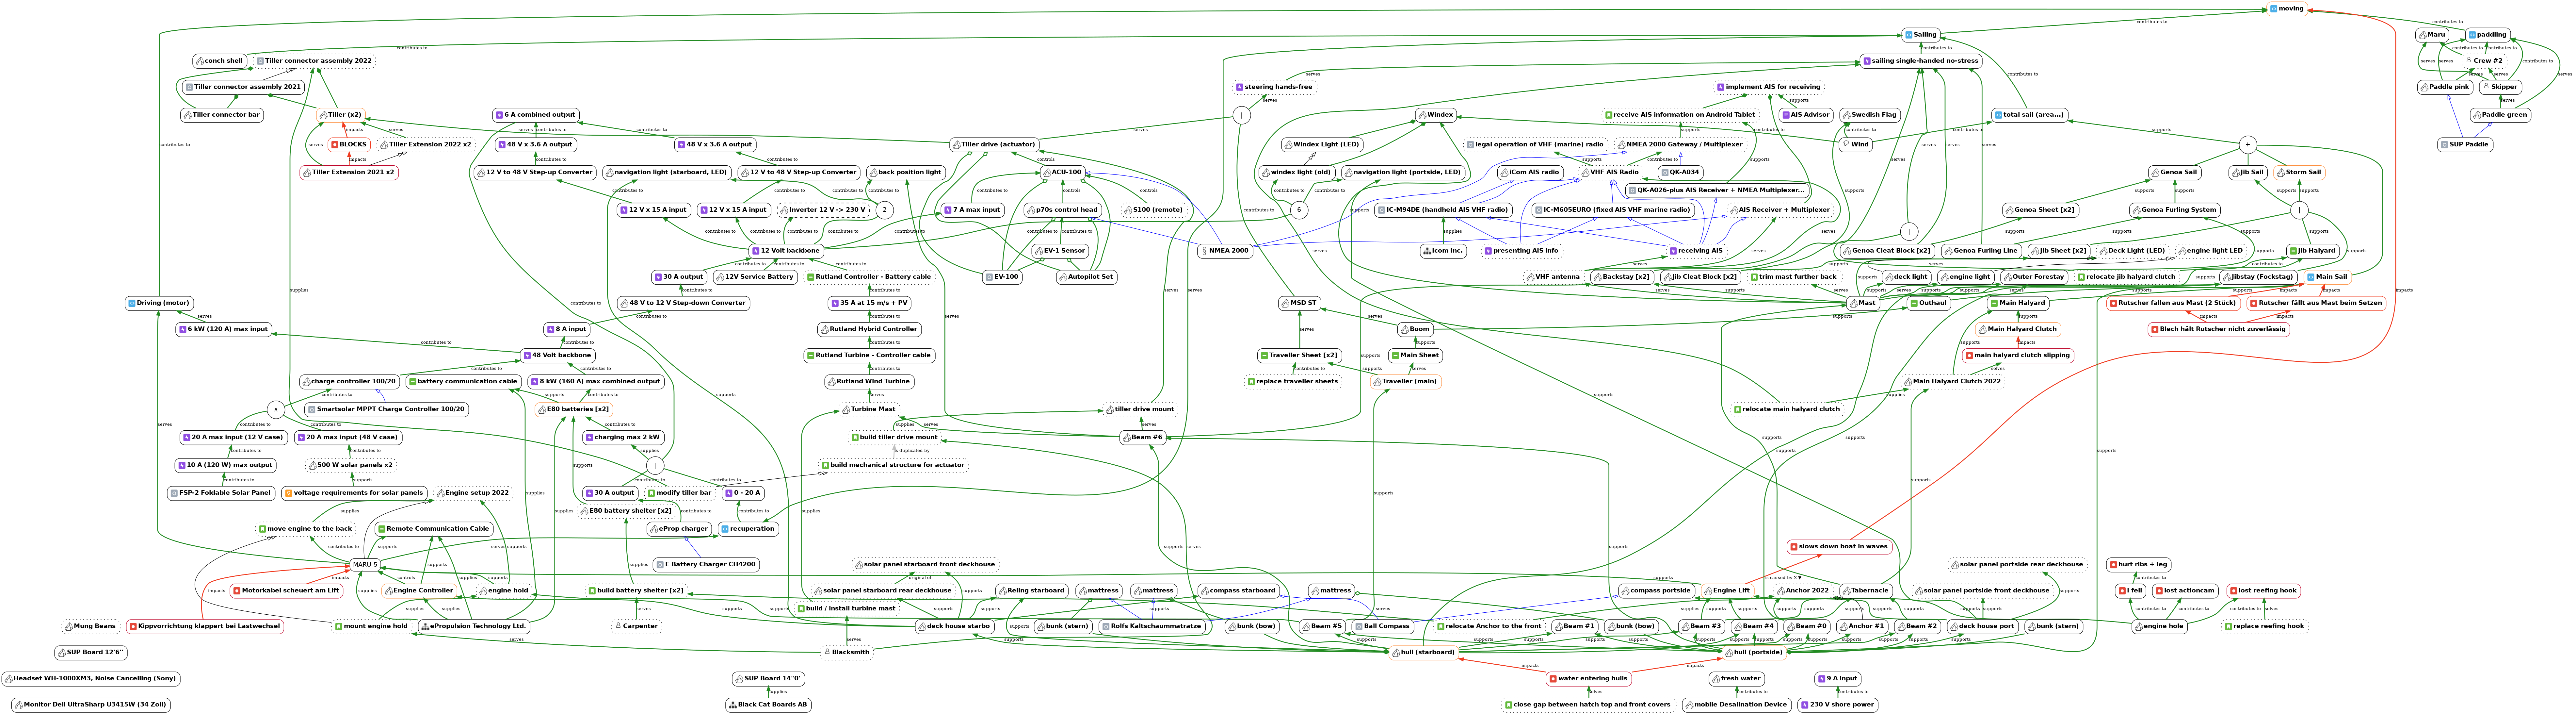 moving
contributes to
contributes to
Sailing
Maru
paddling
contributes to
conch shell
Tiller connector assembly 2022
sailing single-handed no-stress
Crew #2
Tiller connector assembly 2021
steering hands-free
implement AIS for receiving
Paddle pink
Skipper
Tiller connector bar
Tiller (x2)
6 A combined output
|
Windex
receive AIS information on Android Tablet
AIS Advisor
Swedish Flag
total sail (area...)
Paddle green
BLOCKS
Tiller Extension 2022 x2
48 V x 3.6 A output
48 V x 3.6 A output
Tiller drive (actuator)
Windex Light (LED)
legal operation of VHF (marine) radio
NMEA 2000 Gateway / Multiplexer
Wind
+
SUP Paddle
Tiller Extension 2021 x2
12 V to 48 V Step-up Converter
navigation light (starboard, LED)
12 V to 48 V Step-up Converter
back position light
ACU-100
windex light (old)
navigation light (portside, LED)
iCom AIS radio
VHF AIS Radio
QK-A034
Genoa Sail
Jib Sail
Storm Sail
QK-A026-plus AIS Receiver + NMEA Multiplexer...
12 V x 15 A input
12 V x 15 A input
Inverter 12 V -> 230 V
2
7 A max input
p70s control head
S100 (remote)
6
IC-M94DE (handheld AIS VHF radio)
IC-M605EURO (fixed AIS VHF marine radio)
AIS Receiver + Multiplexer
Genoa Sheet [x2]
Genoa Furling System
|
|
12 Volt backbone
EV-1 Sensor
NMEA 2000
Icom Inc.
presenting AIS info
receiving AIS
Genoa Cleat Block [x2]
Genoa Furling Line
Jib Sheet [x2]
Deck Light (LED)
engine light LED
Jib Halyard
30 A output
12V Service Battery
Rutland Controller - Battery cable
EV-100
Autopilot Set
VHF antenna
Backstay [x2]
Jib Cleat Block [x2]
trim mast further back
deck light
engine light
Outer Forestay
relocate jib halyard clutch
Jibstay (Fockstag)
Main Sail
Driving (motor)
48 V to 12 V Step-down Converter
35 A at 15 m/s + PV
MSD ST
Mast
Outhaul
Main Halyard
Rutscher fallen aus Mast (2 Stück)
Rutscher fällt aus Mast beim Setzen
6 kW (120 A) max input
8 A input
Rutland Hybrid Controller
Boom
Main Halyard Clutch
Blech hält Rutscher nicht zuverlässig
48 Volt backbone
Rutland Turbine - Controller cable
Traveller Sheet [x2]
Main Sheet
main halyard clutch slipping
charge controller 100/20
battery communication cable
8 kW (160 A) max combined output
Rutland Wind Turbine
replace traveller sheets
Traveller (main)
Main Halyard Clutch 2022
∧
Smartsolar MPPT Charge Controller 100/20
E80 batteries [x2]
Turbine Mast
tiller drive mount
relocate main halyard clutch
20 A max input (12 V case)
20 A max input (48 V case)
charging max 2 kW
build tiller drive mount
Beam #6
is duplicated by
10 A (120 W) max output
500 W solar panels x2
|
build mechanical structure for actuator
FSP-2 Foldable Solar Panel
voltage requirements for solar panels
Engine setup 2022
30 A output
modify tiller bar
0 - 20 A
E80 battery shelter [x2]
move engine to the back
Remote Communication Cable
eProp charger
recuperation
slows down boat in waves
MARU-5
E Battery Charger CH4200
solar panel starboard front deckhouse
solar panel portside rear deckhouse
hurt ribs + leg
original of
is caused by X ▼
Motorkabel scheuert am Lift
Engine Controller
engine hold
build battery shelter [x2]
solar panel starboard rear deckhouse
Reling starboard
mattress
mattress
compass starboard
mattress
compass portside
Engine Lift
Anchor 2022
Tabernacle
solar panel portside front deckhouse
I fell
lost actioncam
lost reefing hook
build / install turbine mast
Mung Beans
Kippvorrichtung klappert bei Lastwechsel
mount engine hold
ePropulsion Technology Ltd.
Carpenter
deck house starbo
bunk (stern)
Rolfs Kaltschaummatratze
bunk (bow)
Beam #5
Ball Compass
relocate Anchor to the front
Beam #1
bunk (bow)
Beam #3
Beam #4
Beam #0
Anchor #1
Beam #2
deck house port
bunk (stern)
engine hole
replace reefing hook
SUP Board 12'6''
Blacksmith
hull (starboard)
hull (portside)
Headset WH-1000XM3, Noise Cancelling (Sony)
SUP Board 14"0'
water entering hulls
fresh water
9 A input
Monitor Dell UltraSharp U3415W (34 Zoll)
Black Cat Boards AB
close gap between hatch top and front covers
mobile Desalination Device
230 V shore power